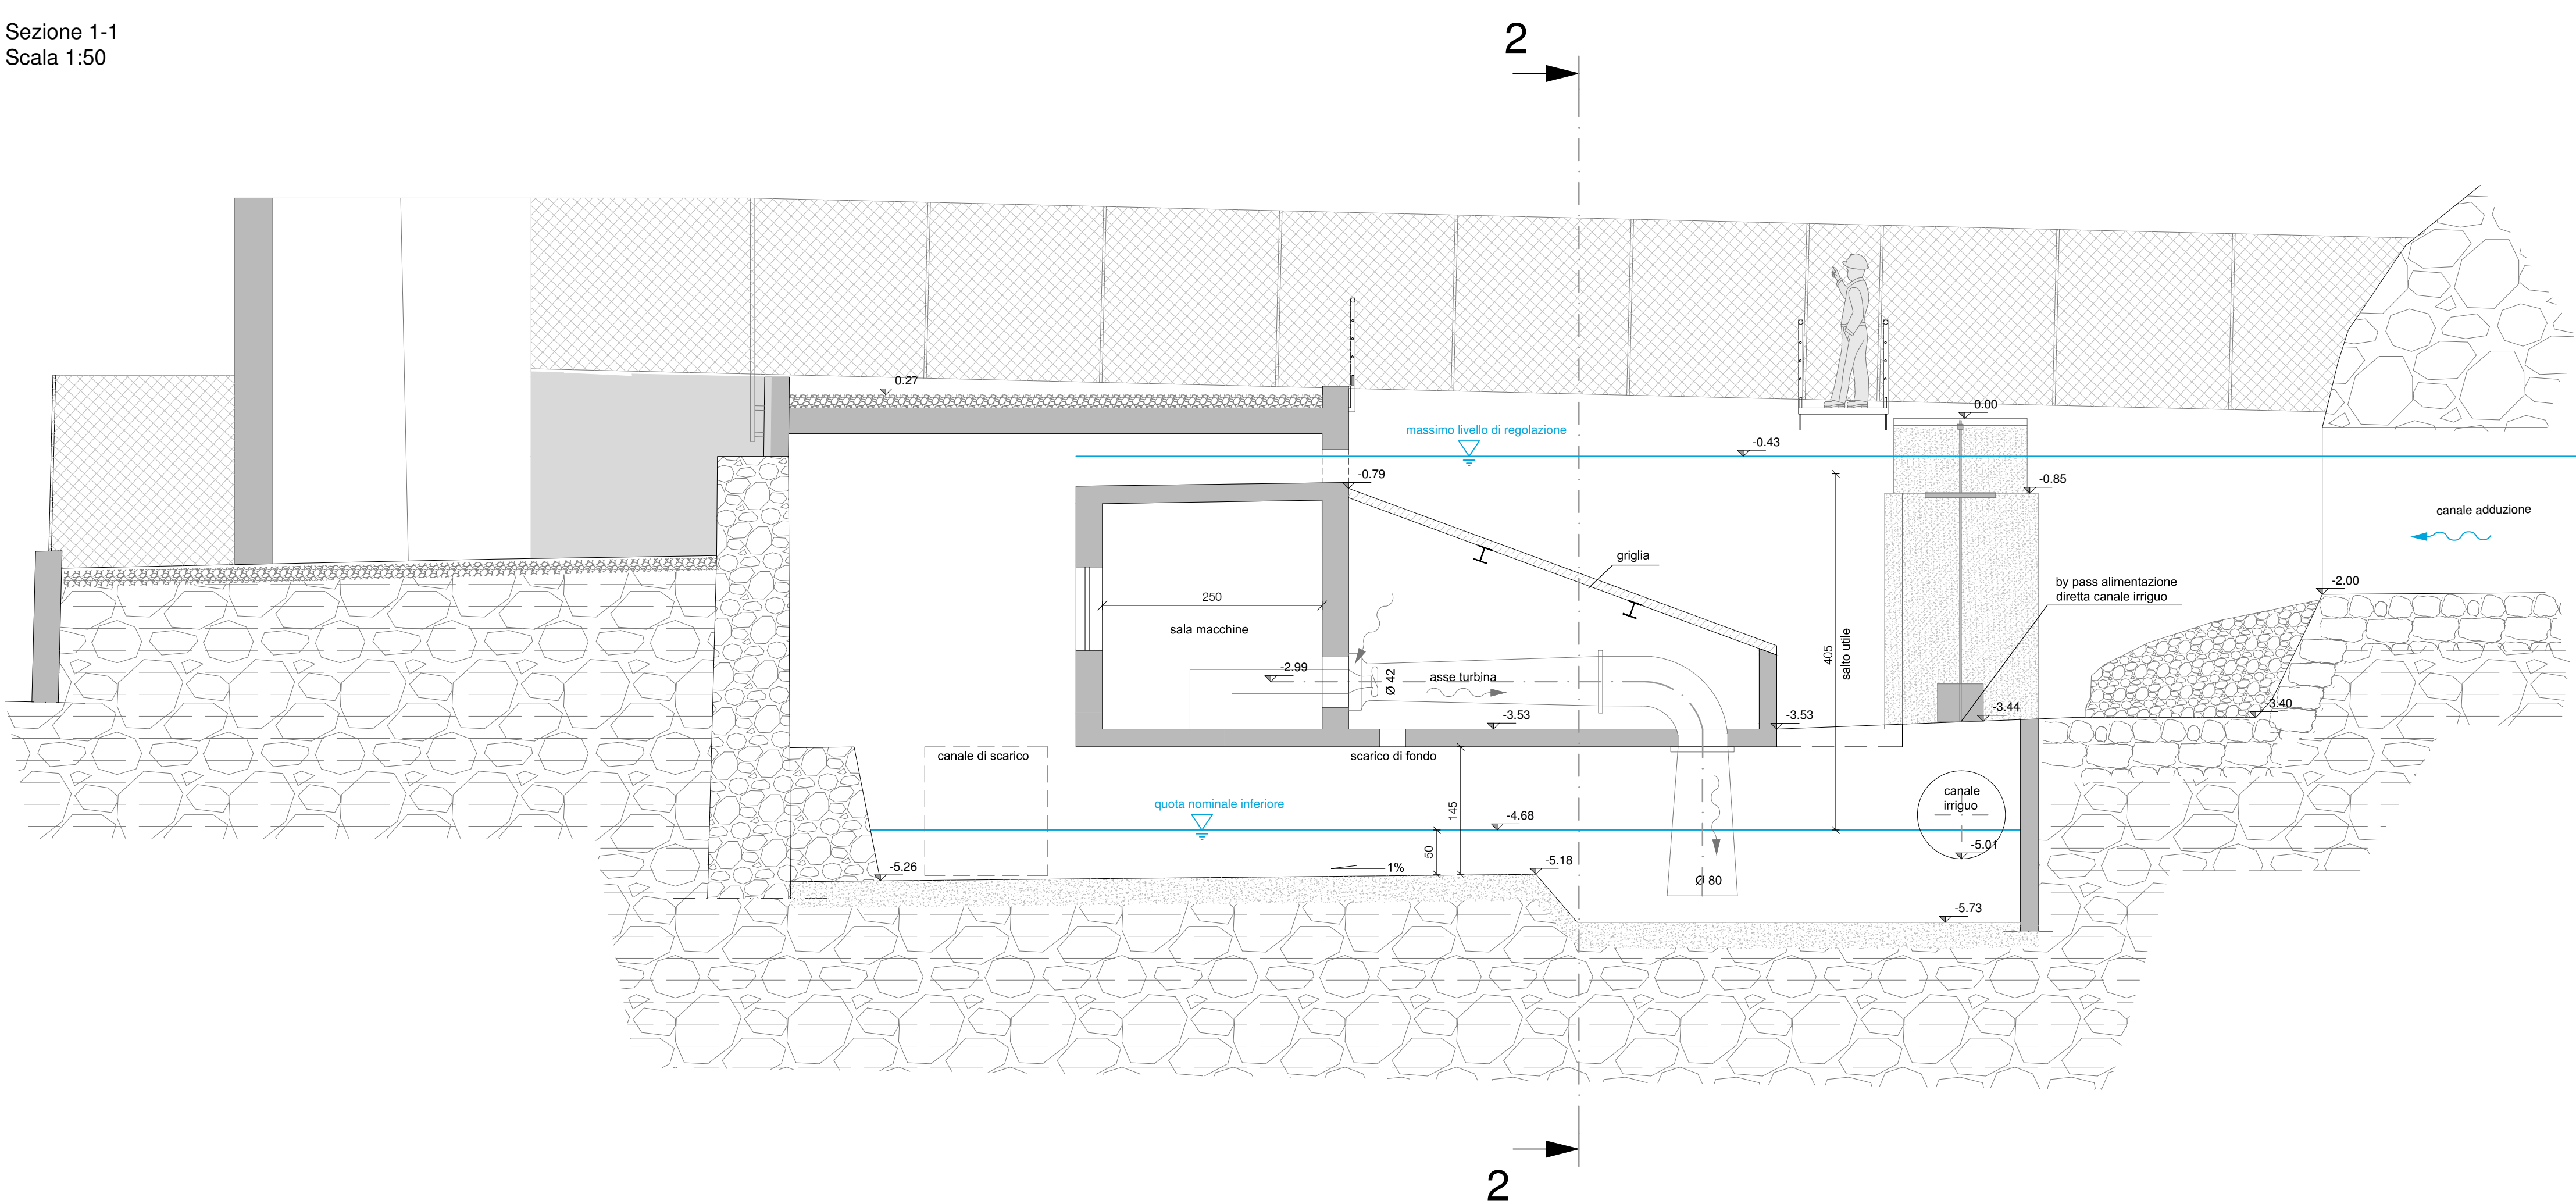 Sezione 1-1
Scala 1:50
2
0.27
0.00
massimo livello di regolazione
-0.43
-0.79
-0.85
canale adduzione
griglia
by pass alimentazione
diretta canale irriguo
-2.00
250
sala macchine
405
salto utile
-2.99
Ø 42
asse turbina
-3.53
-3.53
-3.44
-3.40
canale di scarico
scarico di fondo
canale
irriguo
quota nominale inferiore
145
-4.68
50
-5.01
-5.26
1%
-5.18
Ø 80
-5.73
2